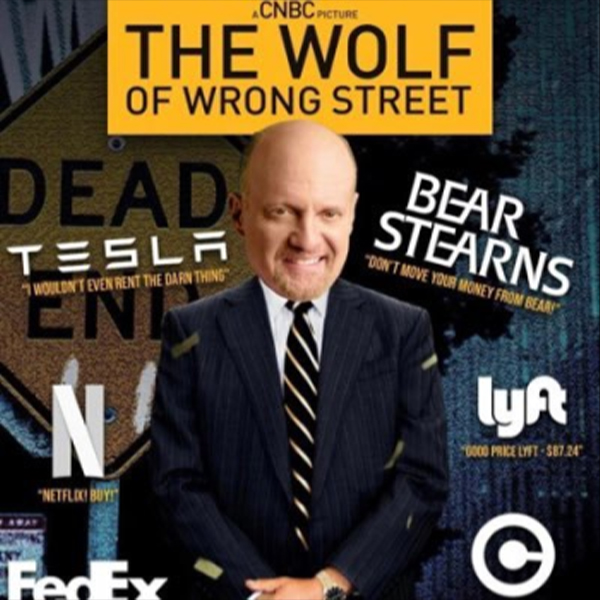 A CNBC PICTURE
THE WOLF
OF WRONG STREET
DEAD
END
TESLA
"I WOULDN'T EVEN RENT THE DARN THING"
BEAR
STEARNS
"DON'T MOVE YOUR MONEY FROM BEAR!"
N
"NETFLIX! BUY!"
lyft
"GOOD PRICE LYFT - $87.24"
AWAY
FedEx
C